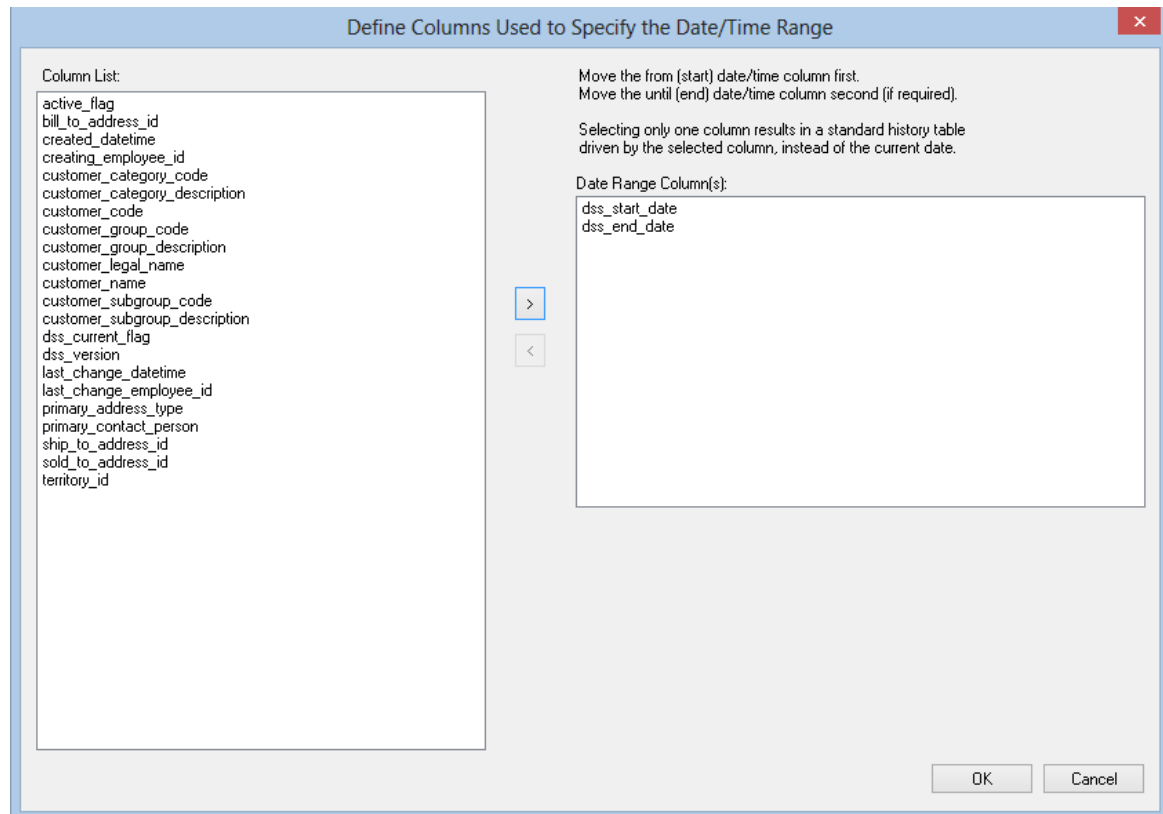 Define Columns Used to Specify the Date/Time Range
×
Column List:
active_flag
bill_to_address_id
created_datetime
creating_employee_id
customer_category_code
customer_category_description
customer_code
customer_group_code
customer_group_description
customer_legal_name
customer_name
customer_subgroup_code
customer_subgroup_description
dss_current_flag
dss_version
last_change_datetime
last_change_employee_id
primary_address_type
primary_contact_person
ship_to_address_id
sold_to_address_id
territory_id
>
<
Move the from (start) date/time column first.
Move the until (end) date/time column second (if required).
Selecting only one column results in a standard history table
driven by the selected column, instead of the current date.
Date Range Column(s):
dss_start_date
dss_end_date
OK
Cancel